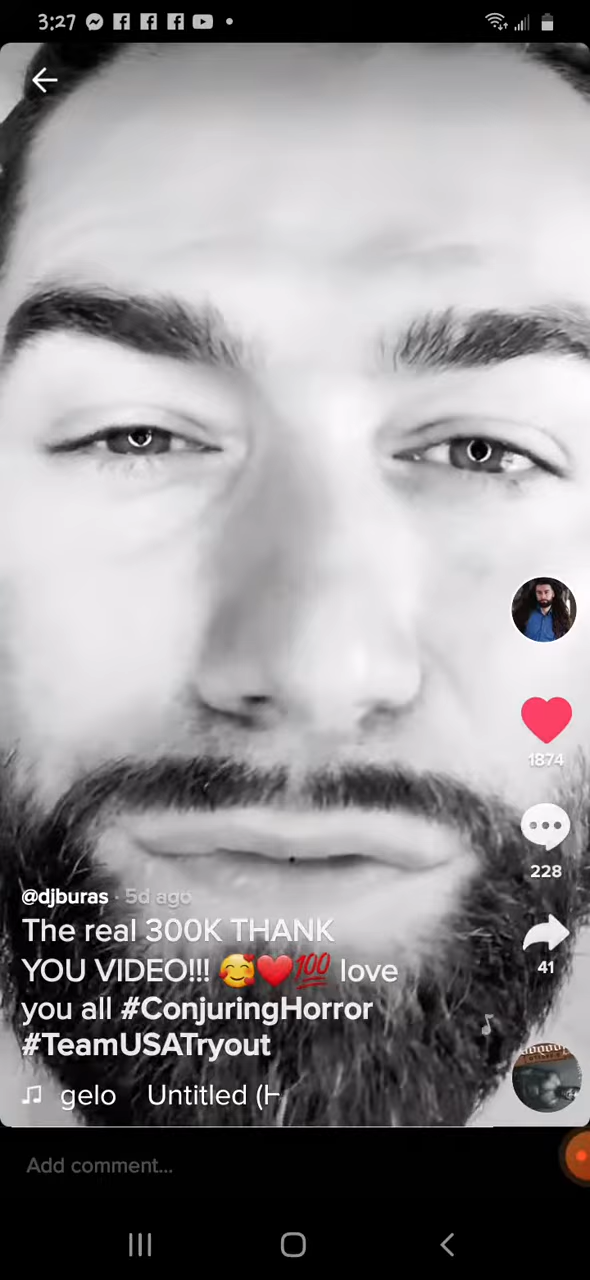 3:27
1874
228
@djburas · 5d ago
The real 300K THANK
YOU VIDEO!!! 🥰❤️💯 love
you all #ConjuringHorror
41
#TeamUSATryout
gelo Untitled (H
Add comment...